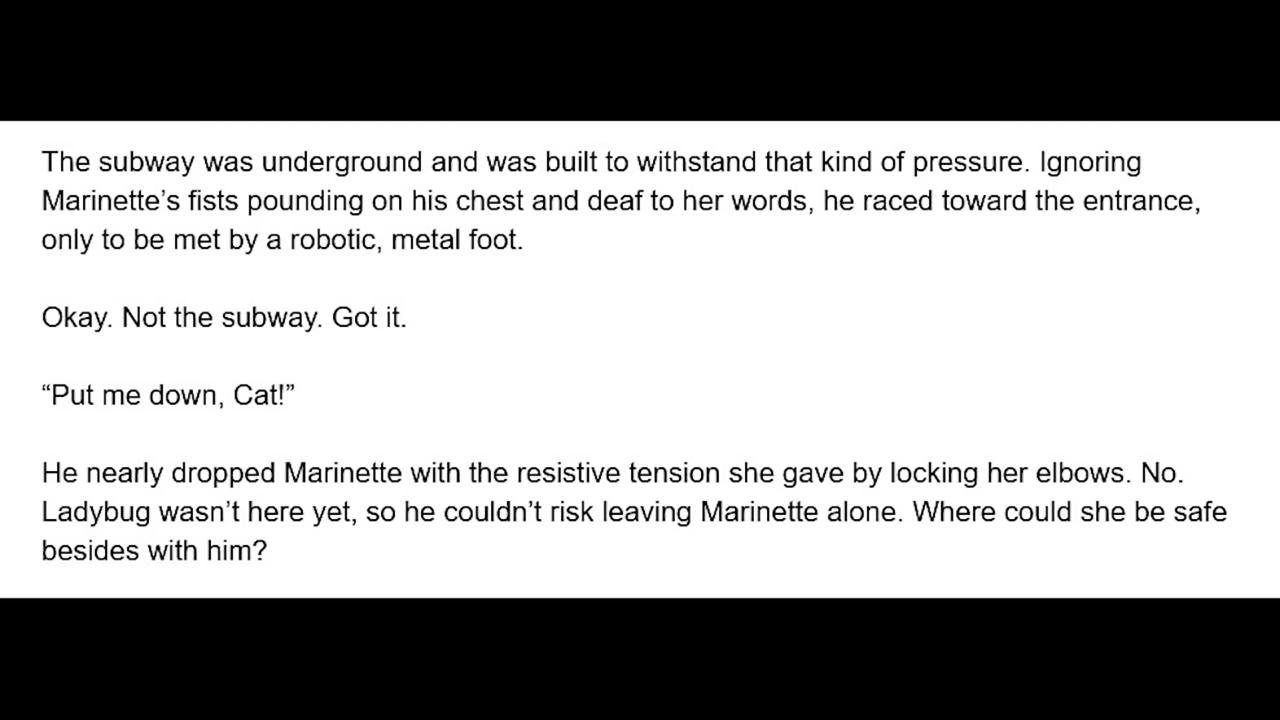 The subway was underground and was built to withstand that kind of pressure. Ignoring
Marinette’s fists pounding on his chest and deaf to her words, he raced toward the entrance,
only to be met by a robotic, metal foot.
Okay. Not the subway. Got it.
“Put me down, Cat!”
He nearly dropped Marinette with the resistive tension she gave by locking her elbows. No.
Ladybug wasn’t here yet, so he couldn’t risk leaving Marinette alone. Where could she be safe
besides with him?